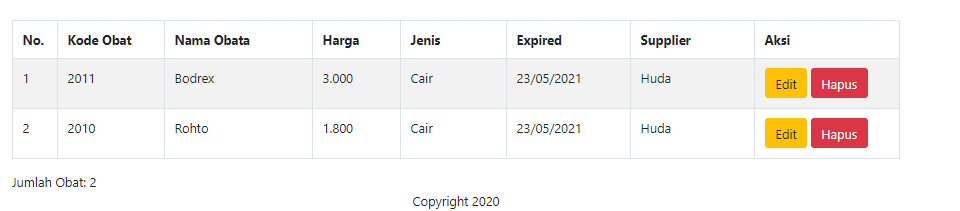 No. Kode Obat Nama Obata Harga Jenis Expired Supplier Aksi
1 2011 Bodrex 3.000 Cair 23/05/2021 Huda Edit Hapus
2 2010 Rohto 1.800 Cair 23/05/2021 Huda Edit Hapus
Jumlah Obat: 2
Copyright 2020